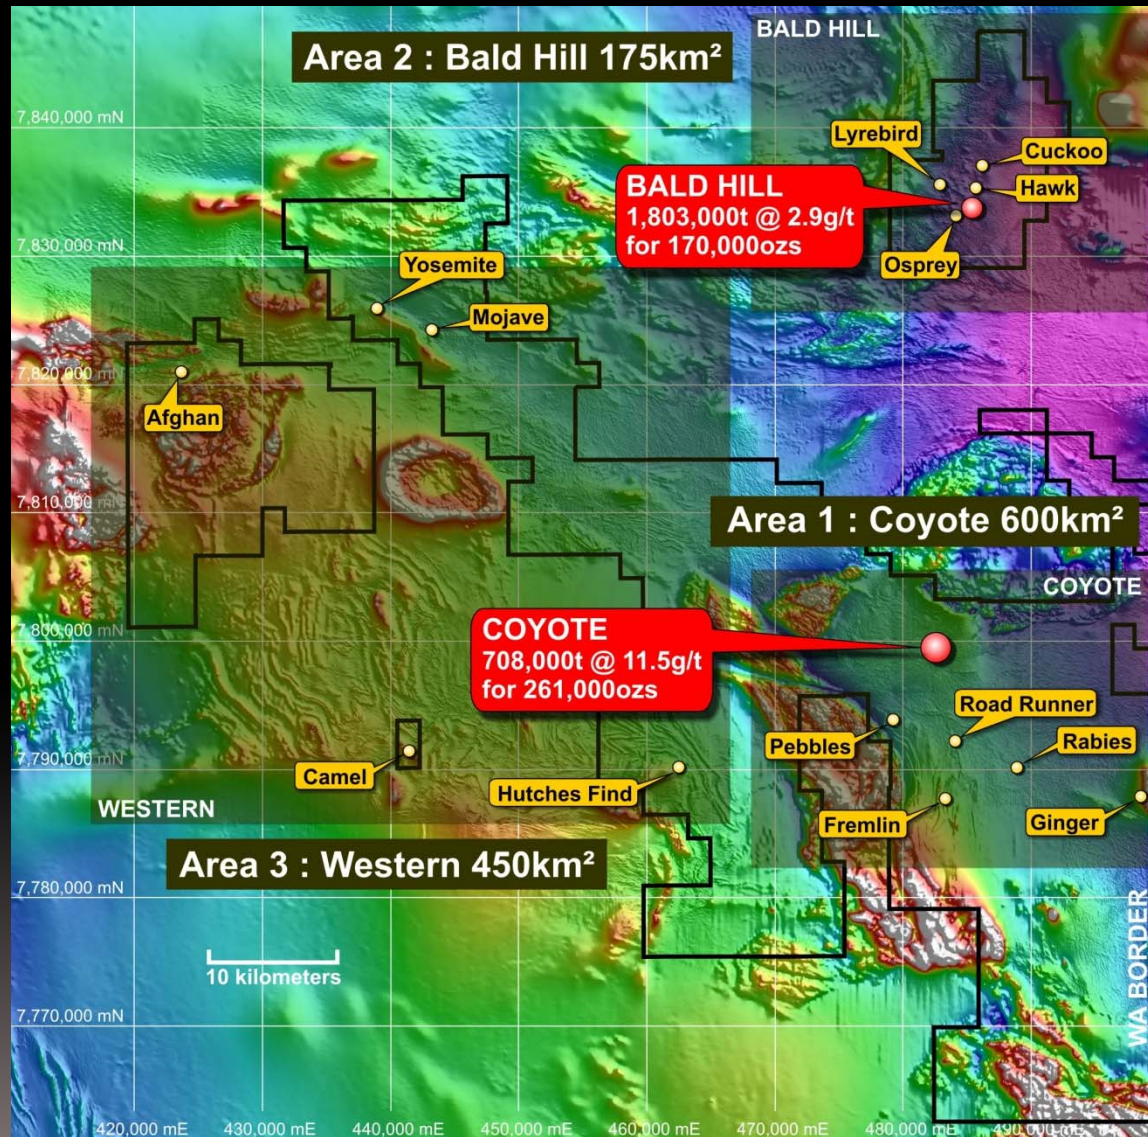 BALD HILL
Area 2 : Bald Hill 175km²
7,840,000 mN
Lyrebird
Cuckoo
BALD HILL
1,803,000t @ 2.9g/t
for 170,000ozs
Hawk
7,830,000 mN
Yosemite
Osprey
Mojave
7,820,000 mN
Afghan
7,810,000 mN
Area 1 : Coyote 600km²
COYOTE
7,800,000 mN
COYOTE
708,000t @ 11.5g/t
for 261,000ozs
Road Runner
Pebbles
Rabies
7,790,000 mN
Camel
Hutches Find
WESTERN
Fremlin
Ginger
Area 3 : Western 450km²
7,780,000 mN
10 kilometers
WA BORDER
7,770,000 mN
420,000 mE
430,000 mE
440,000 mE
450,000 mE
460,000 mE
470,000 mE
480,000 mE
490,000 mE